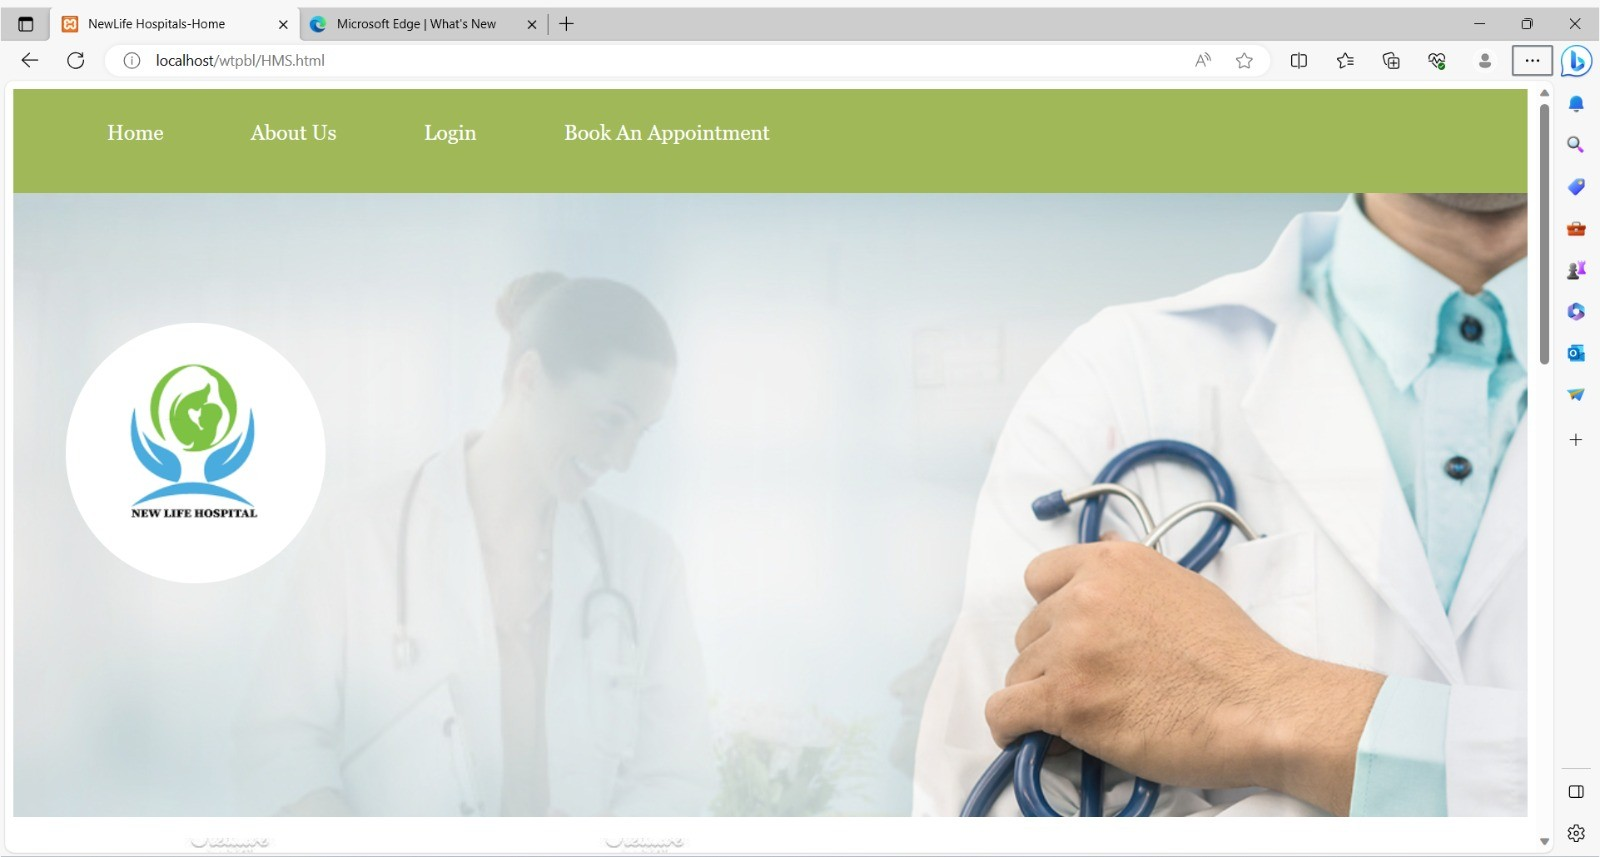 NewLife Hospitals-Home
Microsoft Edge | What's New
localhost/wtpbl/HMS.html
Home About Us Login Book An Appointment
NEW LIFE HOSPITAL